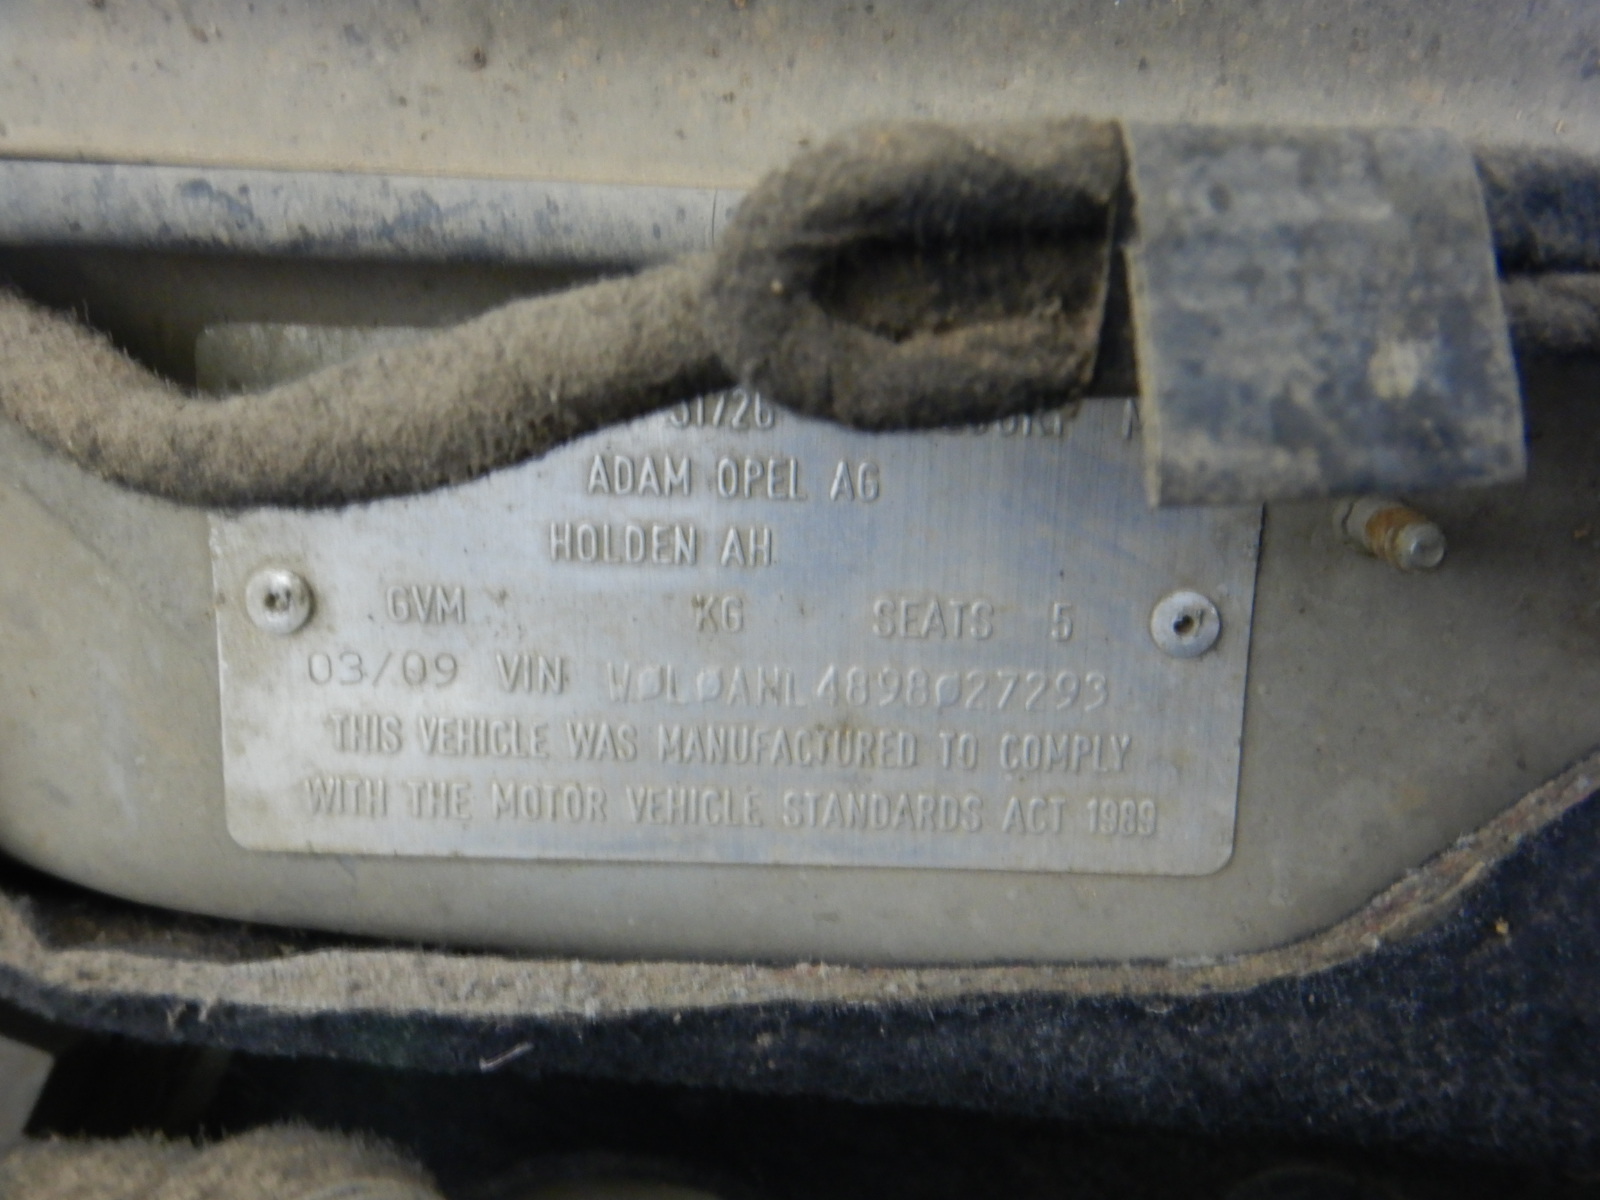 31726
ADAM OPEL AG
HOLDEN AH
GVM KG SEATS 5
03/09 VIN W0L0AHL4898027293
THIS VEHICLE WAS MANUFACTURED TO COMPLY
WITH THE MOTOR VEHICLE STANDARDS ACT 1989